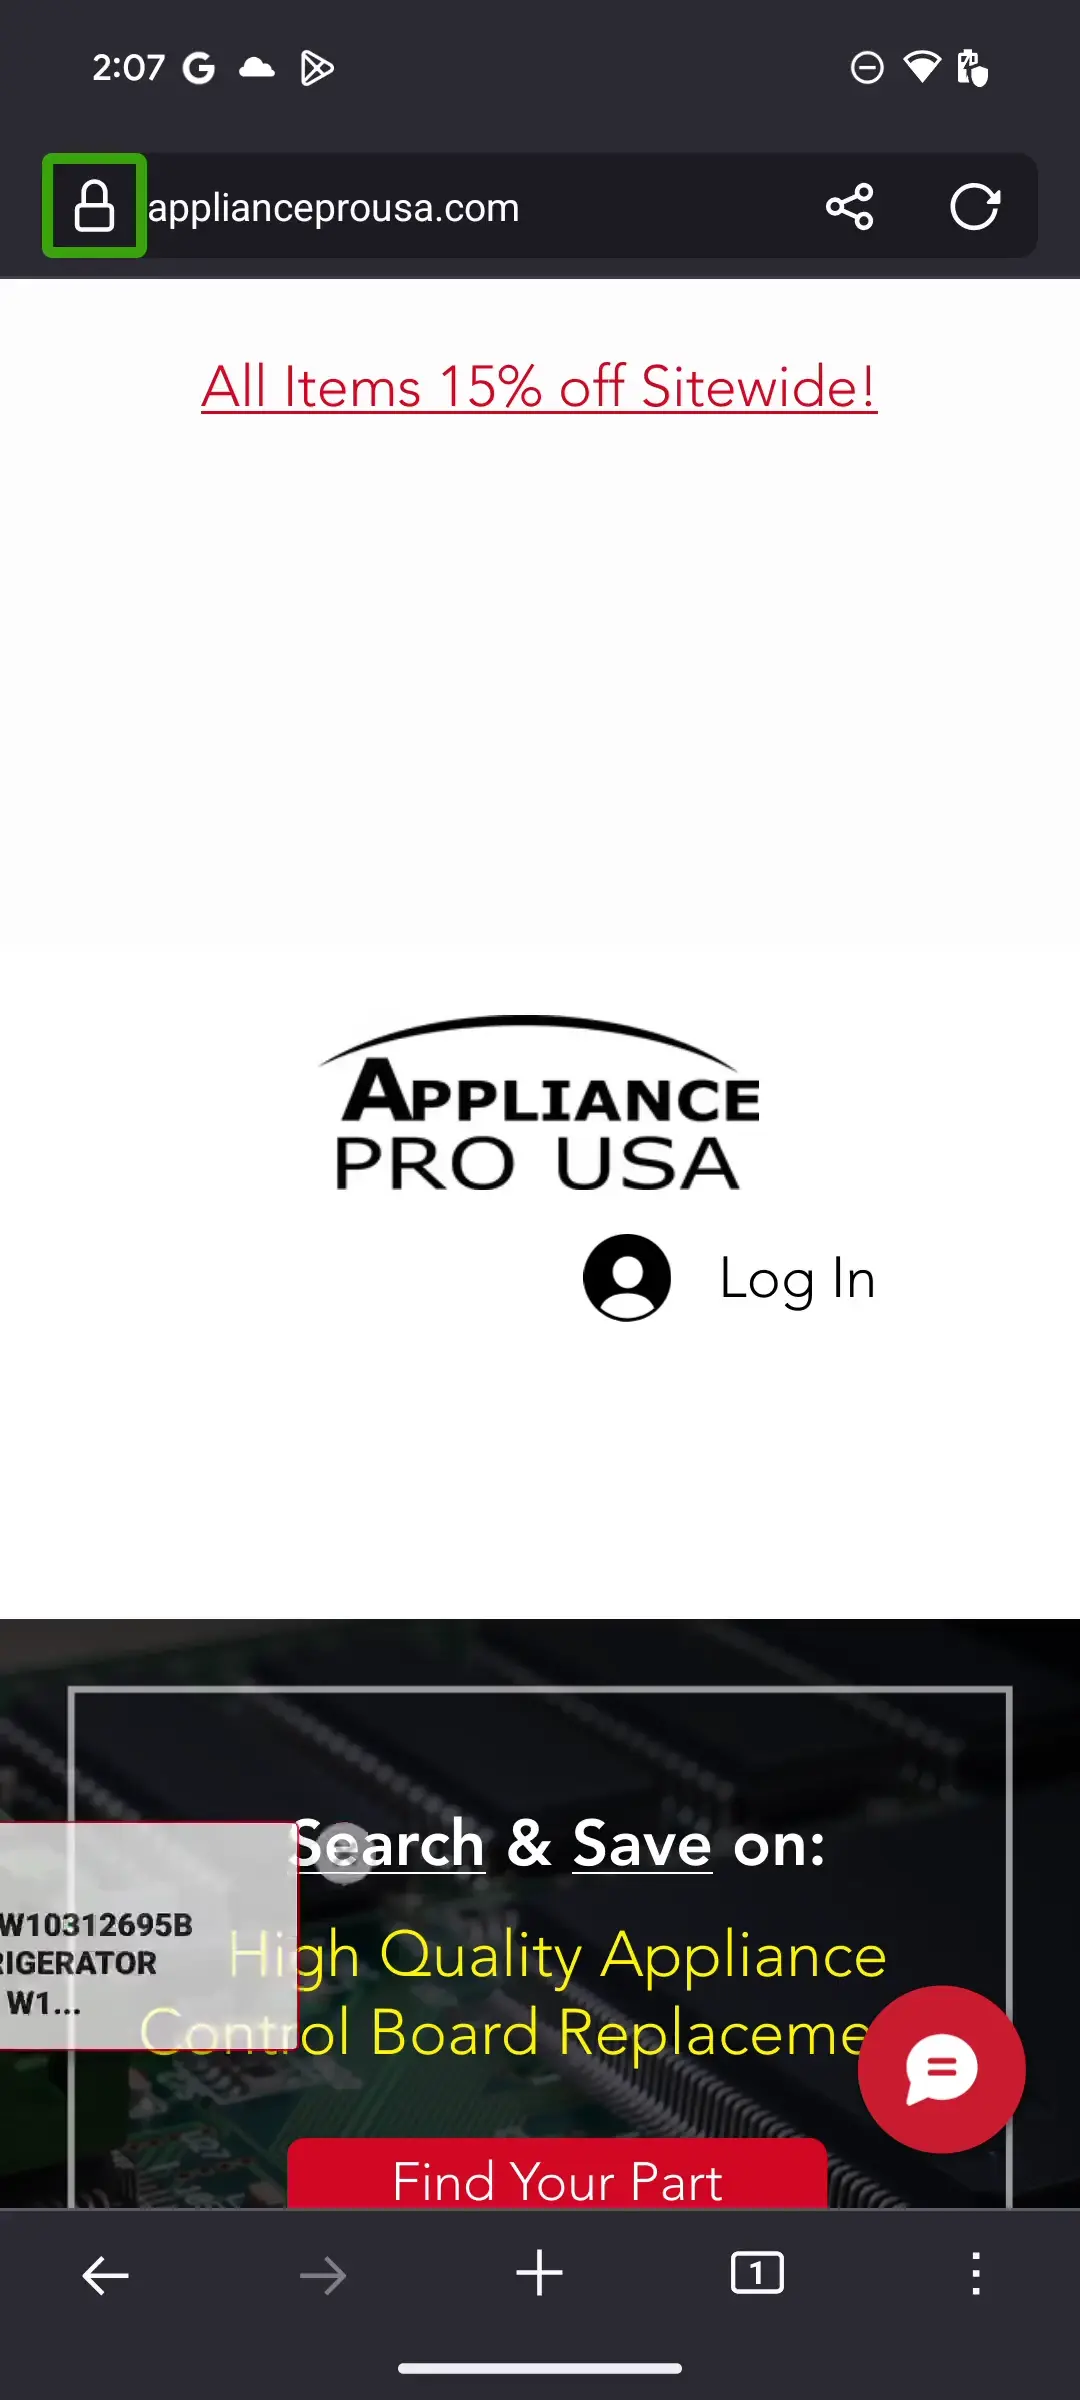 2:07
applianceprousa.com
All Items 15% off Sitewide!
APPLIANCE
PRO USA
Log In
Search & Save on:
W10312695B
RIGERATOR
W1...
High Quality Appliance
Control Board Replaceme
Find Your Part
1